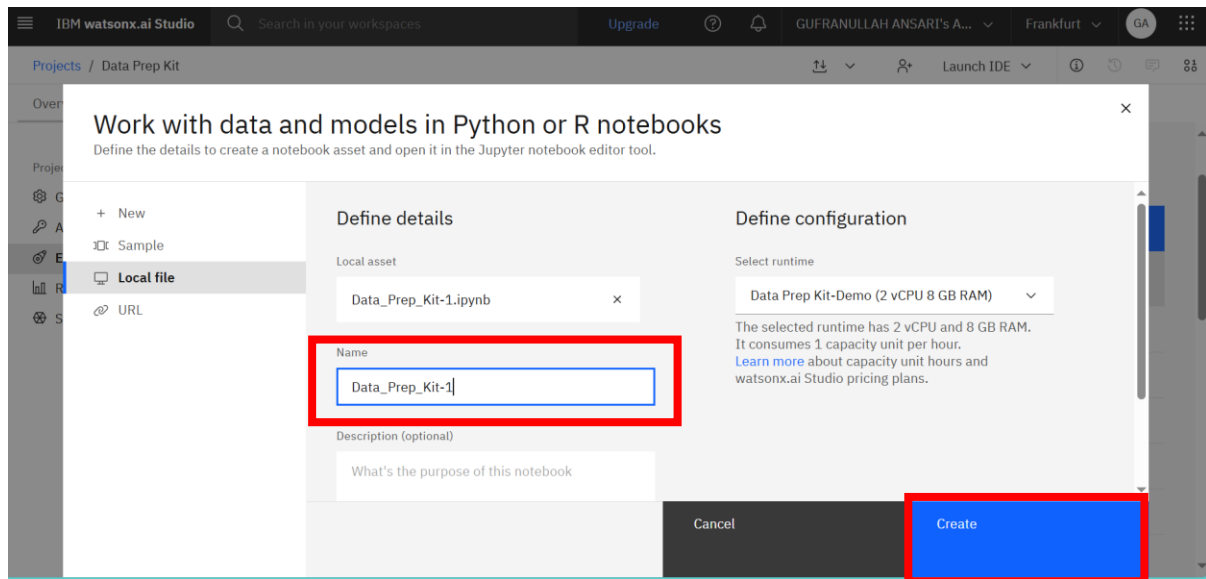 IBM watsonx.ai Studio
Search in your workspaces
Upgrade
GUFRANULLAH ANSARI's A...
Frankfurt
GA
Projects / Data Prep Kit
Launch IDE
Over
Work with data and models in Python or R notebooks
Define the details to create a notebook asset and open it in the Jupyter notebook editor tool.
Projec
G
A
E
R
S
+ New
Sample
Local file
URL
Define details
Local asset
Data_Prep_Kit-1.ipynb
Name
Data_Prep_Kit-1
Description (optional)
What's the purpose of this notebook
Define configuration
Select runtime
Data Prep Kit-Demo (2 vCPU 8 GB RAM)
The selected runtime has 2 vCPU and 8 GB RAM.
It consumes 1 capacity unit per hour.
Learn more about capacity unit hours and
watsonx.ai Studio pricing plans.
Cancel
Create